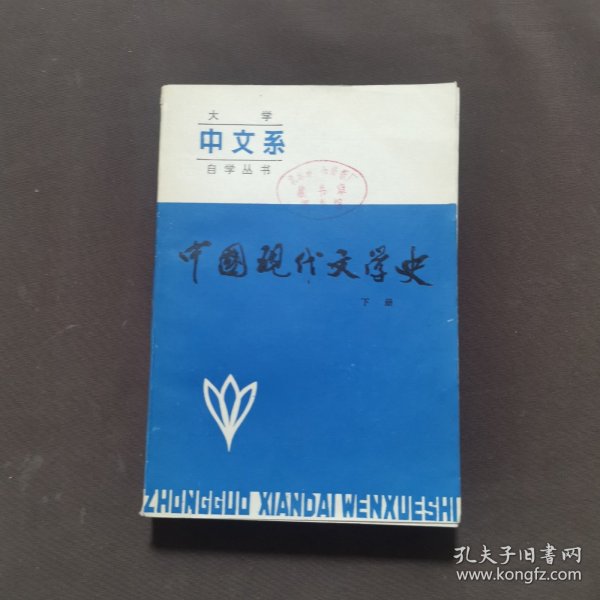 大学
中文系
自学丛书
中國现代文学史
下册
ZHONGGUO XIANDAI WENXUESHI
孔夫子旧书网
www.kongfz.com